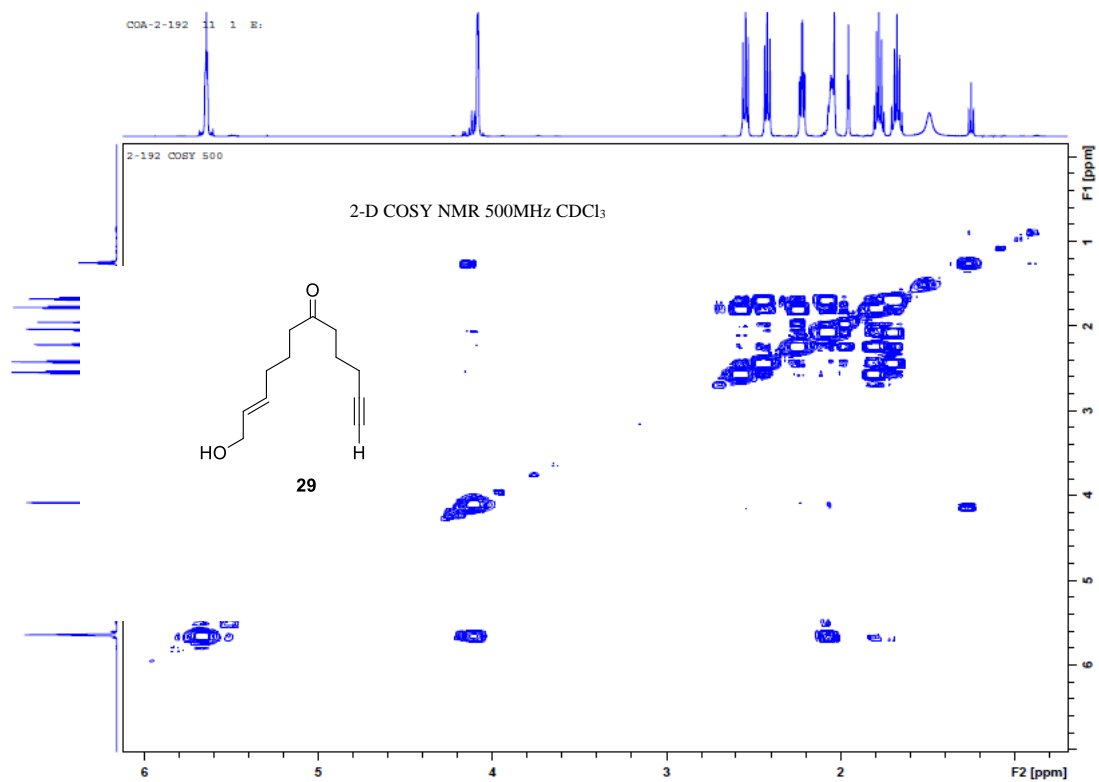 COA-2-192 11 1 E:
2-192 COSY 500
2-D COSY NMR 500MHz CDCl₃
O
HO
H
29
F1 [ppm]
1
2
3
4
5
6
6 5 4 3 2 F2 [ppm]